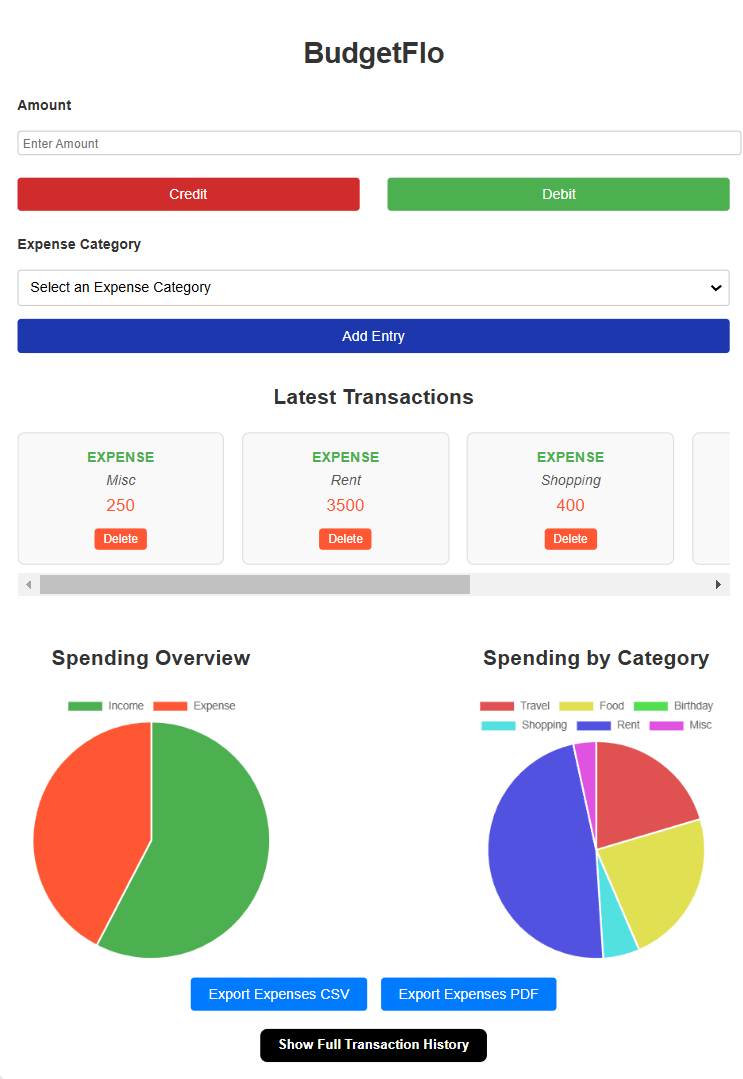 BudgetFlo
Amount
Enter Amount
Credit Debit
Expense Category
Select an Expense Category
Add Entry
Latest Transactions
EXPENSE EXPENSE EXPENSE
Misc Rent Shopping
250 3500 400
Delete Delete Delete
Spending Overview Spending by Category
Income Expense Travel Food Birthday
Shopping Rent Misc
Export Expenses CSV Export Expenses PDF
Show Full Transaction History